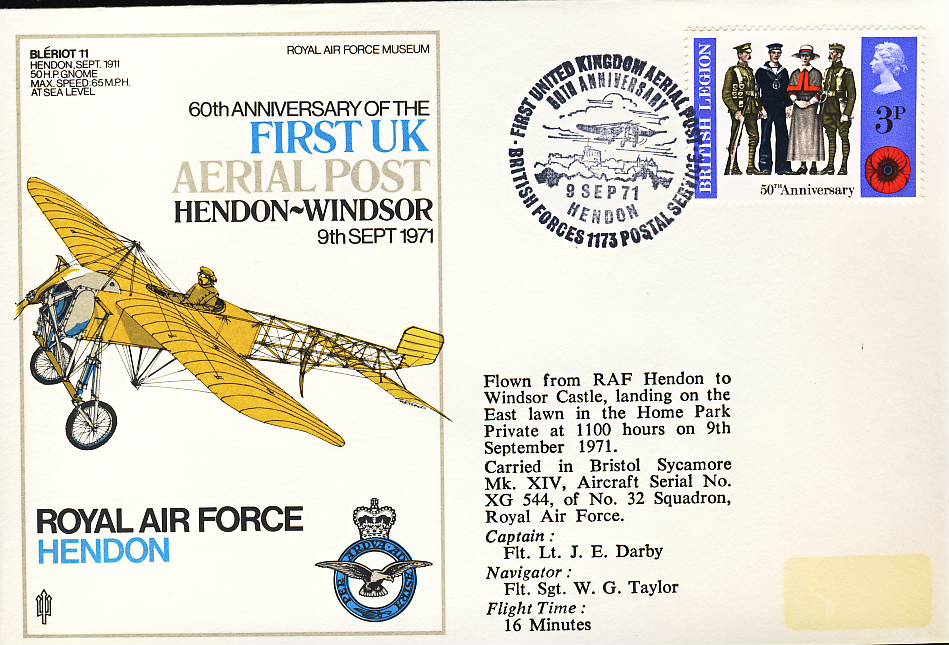 BLÉRIOT 11
HENDON, SEPT. 1911
50 H.P. GNOME
MAX. SPEED: 65 M.P.H.
AT SEA LEVEL
ROYAL AIR FORCE MUSEUM
60th ANNIVERSARY OF THE
FIRST UK
AERIAL POST
HENDON~WINDSOR
9th SEPT 1971
ROYAL AIR FORCE
HENDON
PER ARDVA AD ASTRA
FIRST UNITED KINGDOM AERIAL POST
60TH ANNIVERSARY
9 SEP 71
HENDON
BRITISH FORCES 1173 POSTAL SERVICE
BRITISH LEGION
3P
50TH Anniversary
Flown from RAF Hendon to
Windsor Castle, landing on the
East lawn in the Home Park
Private at 1100 hours on 9th
September 1971.
Carried in Bristol Sycamore
Mk. XIV, Aircraft Serial No.
XG 544, of No. 32 Squadron,
Royal Air Force.
Captain :
Flt. Lt. J. E. Darby
Navigator :
Flt. Sgt. W. G. Taylor
Flight Time :
16 Minutes